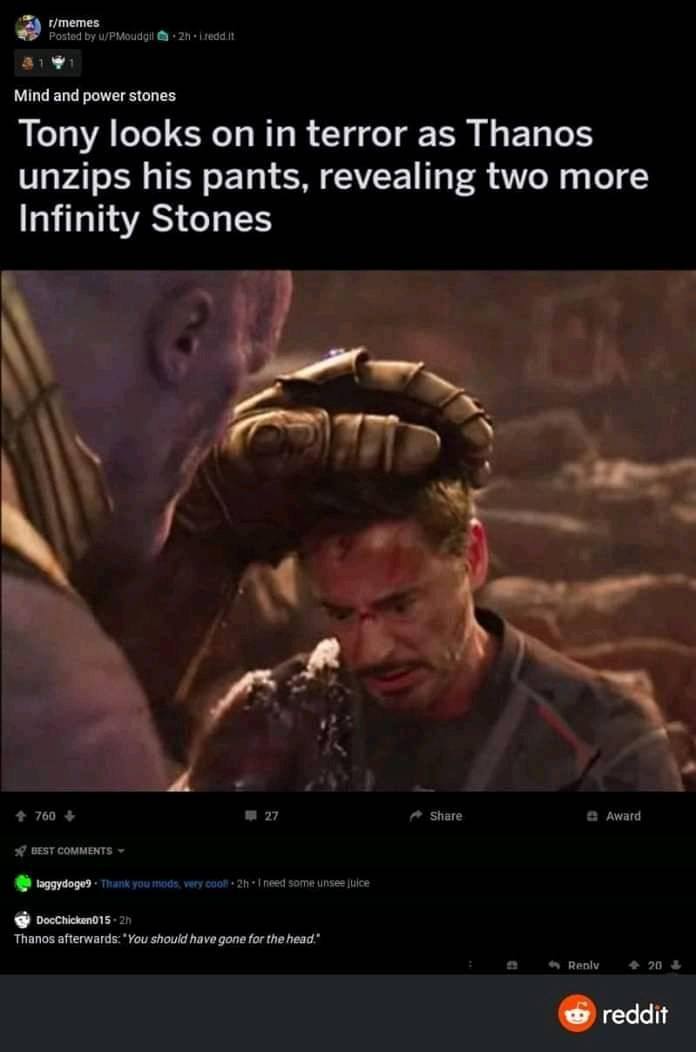 r/memes
Posted by u/PMoudgil · 2h · i.redd.it
1 1
Mind and power stones
Tony looks on in terror as Thanos
unzips his pants, revealing two more
Infinity Stones
760 27 Share Award
BEST COMMENTS
laggydoge9 · Thank you mods, very cool! · 2h · I need some unsee juice
DocChicken015 · 2h
Thanos afterwards: "You should have gone for the head."
Reply 20
reddit